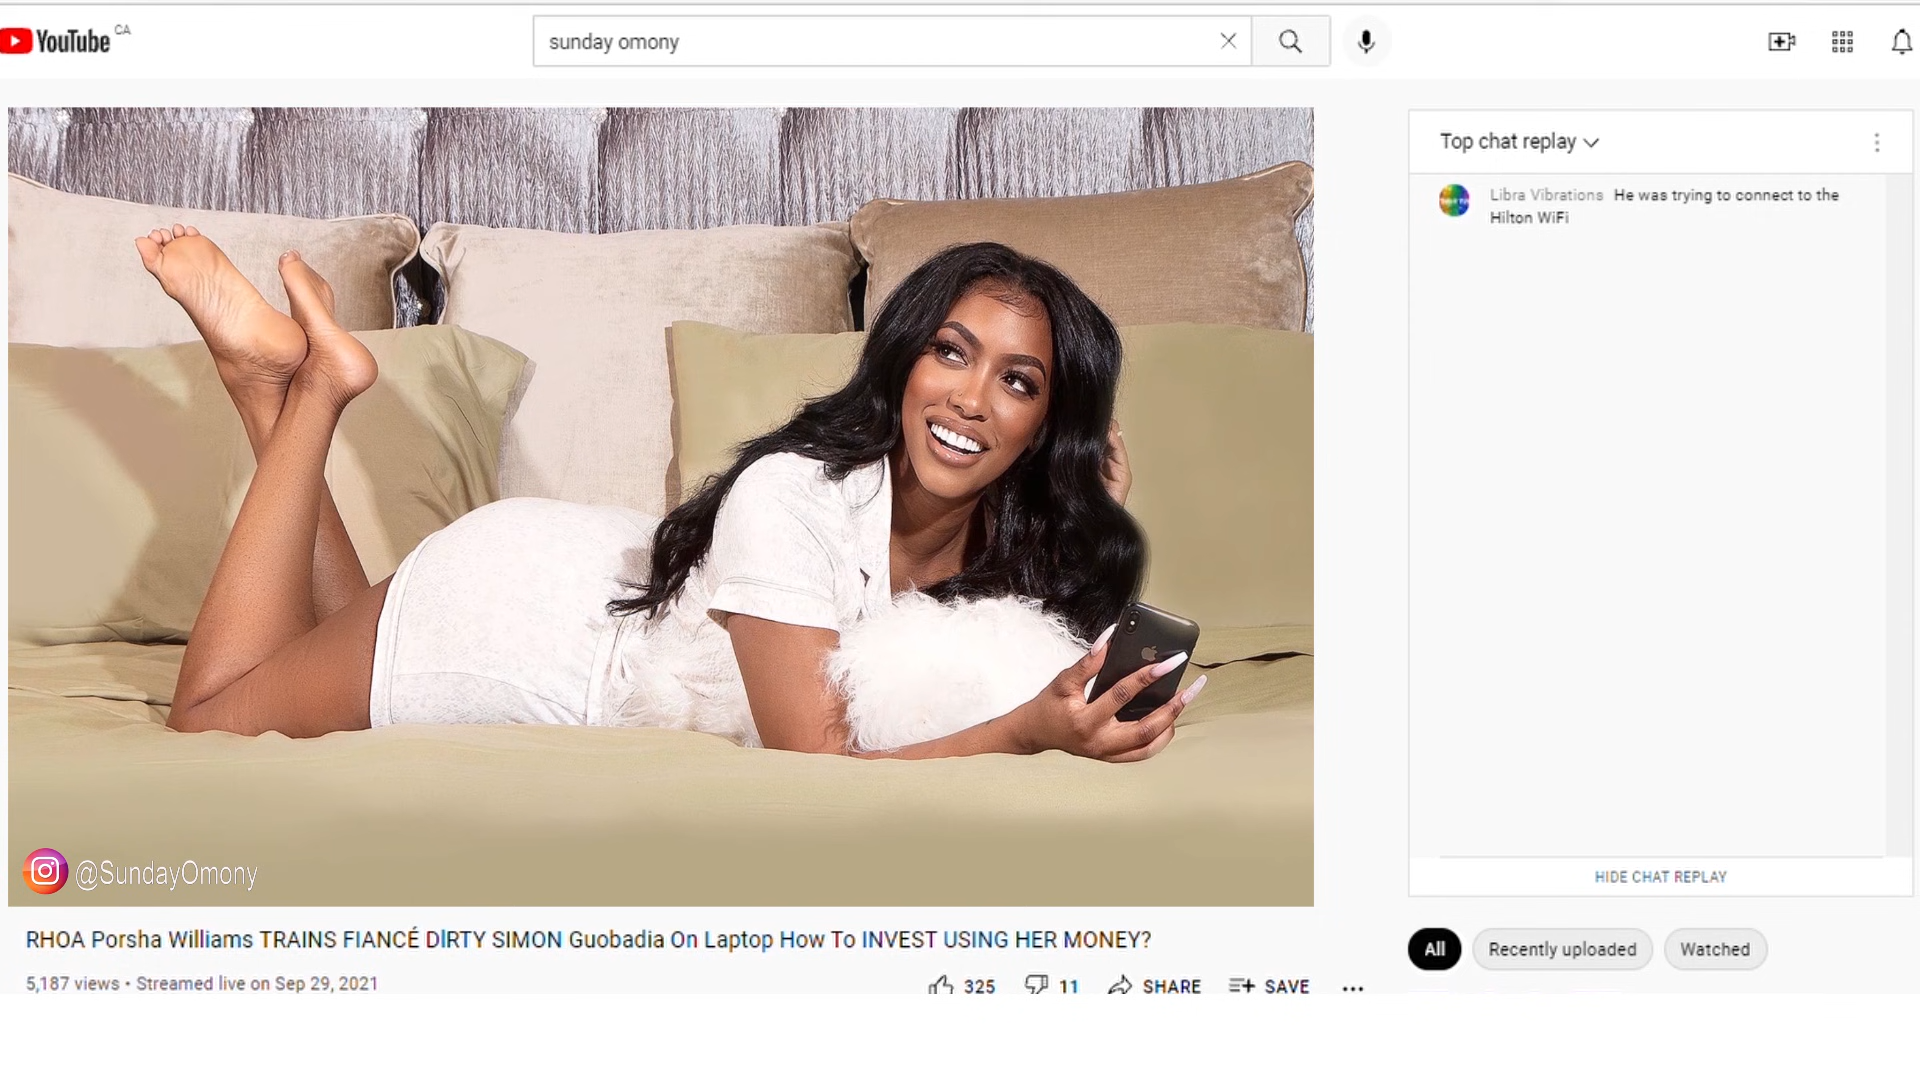 YouTube CA
sunday omony
Top chat replay
Libra Vibrations He was trying to connect to the
Hilton WiFi
@SundayOmony
HIDE CHAT REPLAY
RHOA Porsha Williams TRAINS FIANCÉ DIRTY SIMON Guobadia On Laptop How To INVEST USING HER MONEY?
5,187 views • Streamed live on Sep 29, 2021
325 11 SHARE SAVE
All Recently uploaded Watched